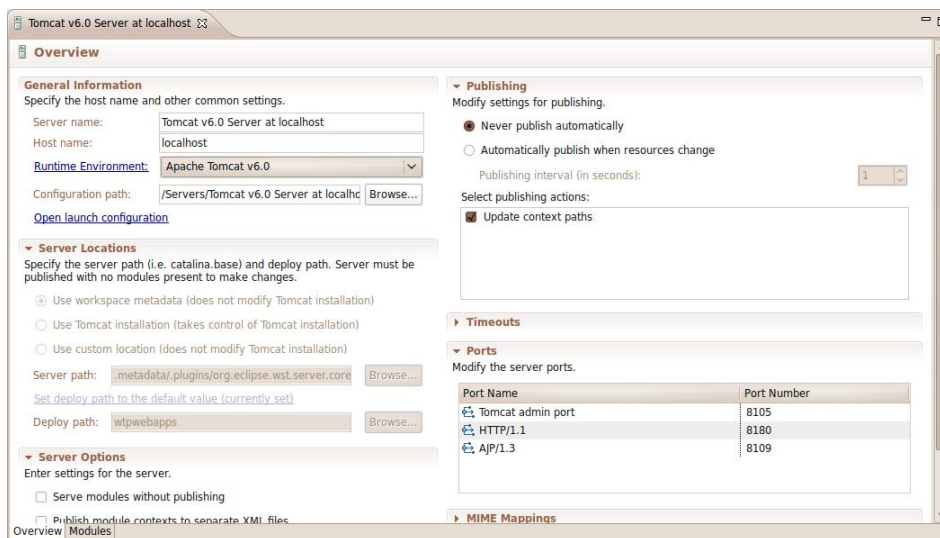 Tomcat v6.0 Server at localhost
Overview
General Information
Specify the host name and other common settings.
Server name: Tomcat v6.0 Server at localhost
Host name: localhost
Runtime Environment: Apache Tomcat v6.0
Configuration path: /Servers/Tomcat v6.0 Server at localhc Browse...
Open launch configuration
Server Locations
Specify the server path (i.e. catalina.base) and deploy path. Server must be
published with no modules present to make changes.
Use workspace metadata (does not modify Tomcat installation)
Use Tomcat installation (takes control of Tomcat installation)
Use custom location (does not modify Tomcat installation)
Server path: .metadata/.plugins/org.eclipse.wst.server.core Browse...
Set deploy path to the default value (currently set)
Deploy path: wtpwebapps Browse...
Server Options
Enter settings for the server.
Serve modules without publishing
Publish module contexts to separate XML files
Publishing
Modify settings for publishing.
Never publish automatically
Automatically publish when resources change
Publishing interval (in seconds): 1
Select publishing actions:
Update context paths
Timeouts
Ports
Modify the server ports.
Port Name Port Number
Tomcat admin port 8105
HTTP/1.1 8180
AJP/1.3 8109
MIME Mappings
Overview Modules